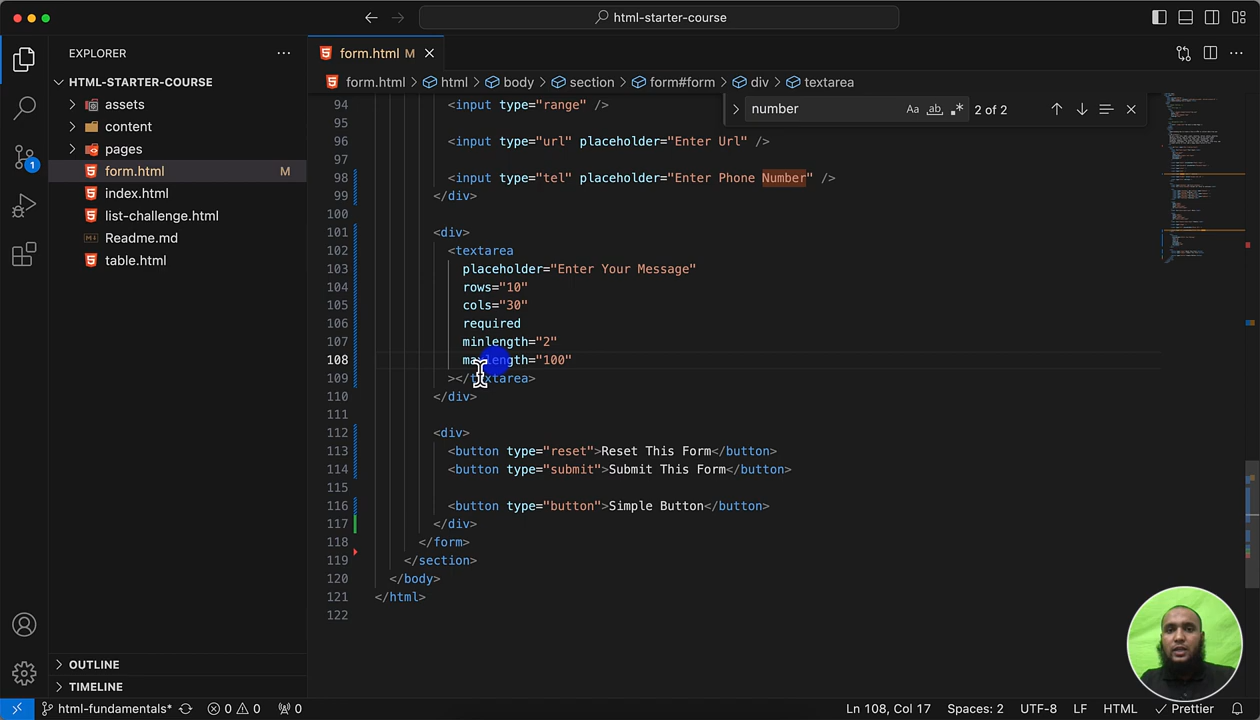 html-starter-course
EXPLORER
HTML-STARTER-COURSE
assets
content
pages
form.html M
index.html
list-challenge.html
Readme.md
table.html
OUTLINE
TIMELINE
1
form.html M
form.html > html > body > section > form#form > div > textarea
number Aa ab 2 of 2
94 <input type="range" />
95
96 <input type="url" placeholder="Enter Url" />
97
98 <input type="tel" placeholder="Enter Phone Number" />
99 </div>
100
101 <div>
102 <textarea
103 placeholder="Enter Your Message"
104 rows="10"
105 cols="30"
106 required
107 minlength="2"
108 maxlength="100"
109 ></textarea>
110 </div>
111
112 <div>
113 <button type="reset">Reset This Form</button>
114 <button type="submit">Submit This Form</button>
115
116 <button type="button">Simple Button</button>
117 </div>
118 </form>
119 </section>
120 </body>
121 </html>
122
html-fundamentals* 0 0 0 Ln 108, Col 17 Spaces: 2 UTF-8 LF HTML Prettier